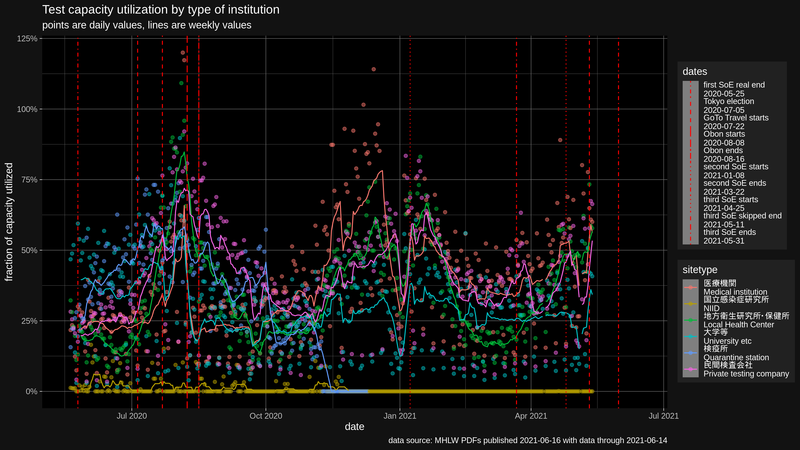 Test capacity utilization by type of institution
points are daily values, lines are weekly values
125%
100%
75%
50%
25%
0%
fraction of capacity utilized
Jul 2020
Oct 2020
Jan 2021
Apr 2021
Jul 2021
date
dates
first SoE real end
2020-05-25
Tokyo election
2020-07-05
GoTo Travel starts
2020-07-22
Obon starts
2020-08-08
Obon ends
2020-08-16
second SoE starts
2021-01-08
second SoE ends
2021-03-22
third SoE starts
2021-04-25
third SoE skipped end
2021-05-11
third SoE ends
2021-05-31
sitetype
医療機関
Medical institution
国立感染症研究所
NIID
地方衛生研究所・保健所
Local Health Center
大学等
University etc
検疫所
Quarantine station
民間検査会社
Private testing company
data source: MHLW PDFs published 2021-06-16 with data through 2021-06-14